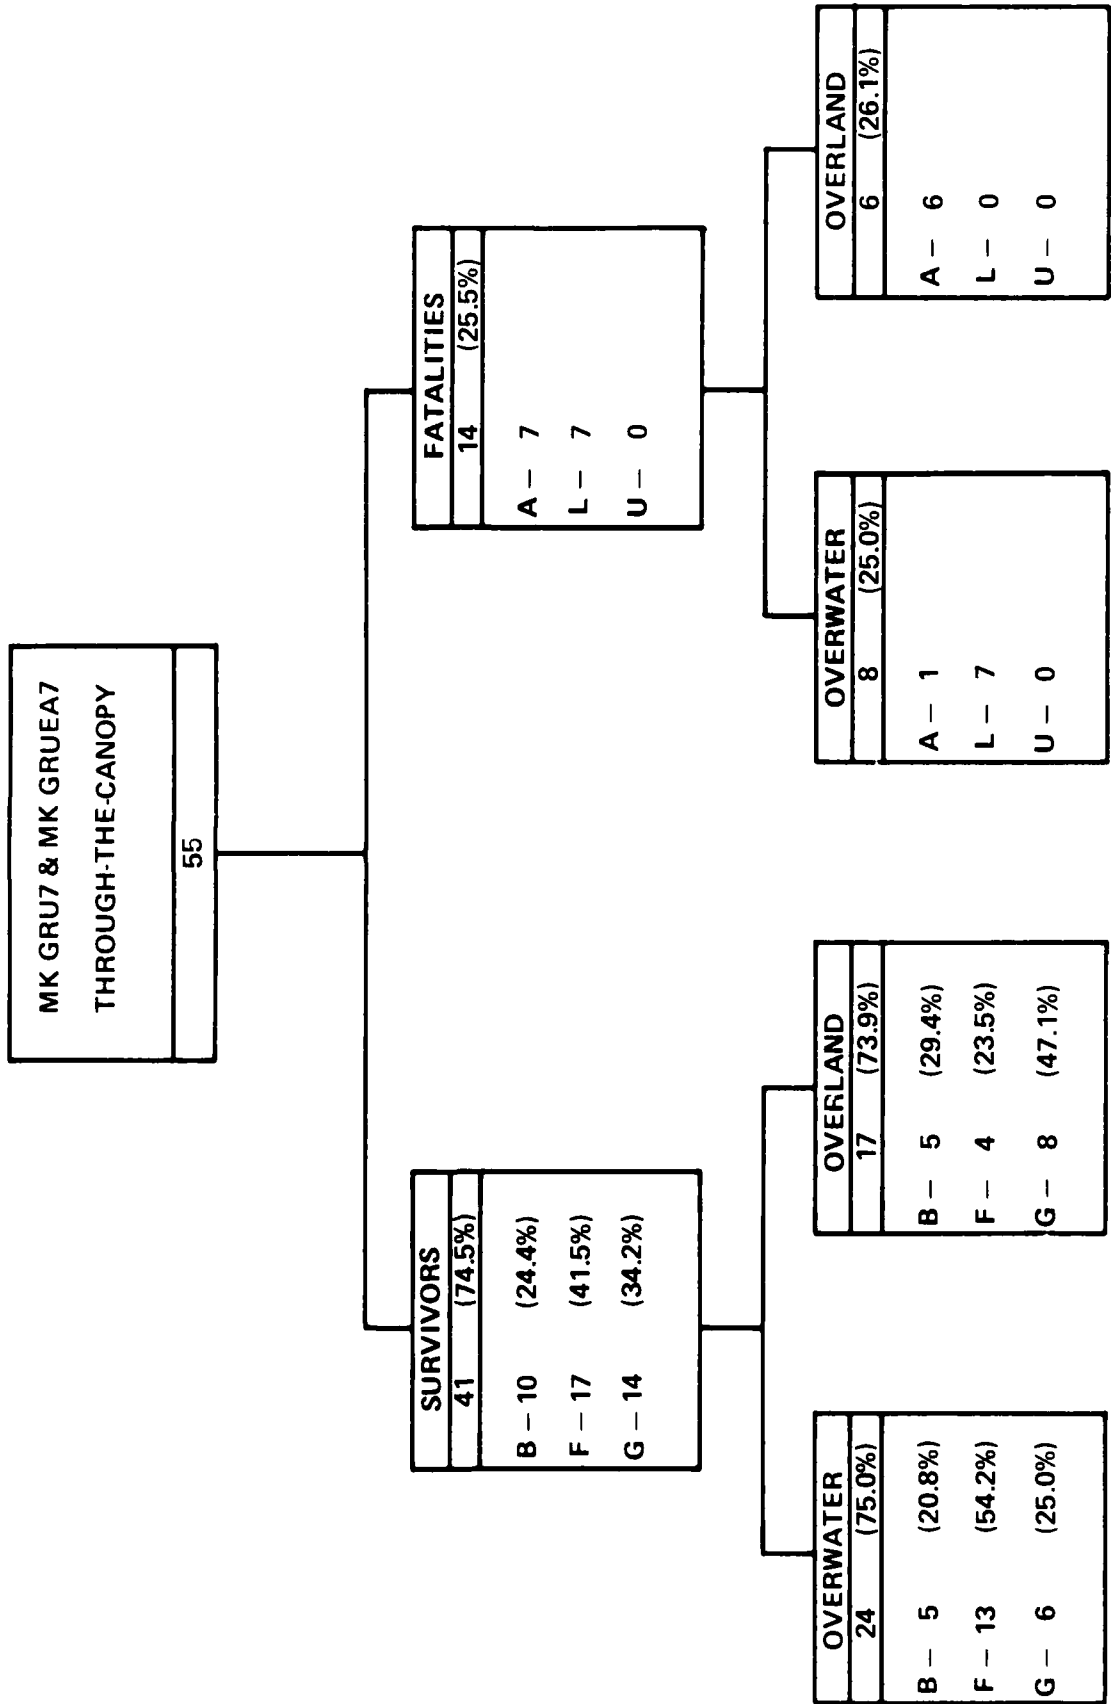 MK GRU7 & MK GRUEA7
THROUGH-THE-CANOPY
55
SURVIVORS
41 (74.5%)
B – 10 (24.4%)
F – 17 (41.5%)
G – 14 (34.2%)
FATALITIES
14 (25.5%)
A – 7
L – 7
U – 0
OVERWATER
24 (75.0%)
B – 5 (20.8%)
F – 13 (54.2%)
G – 6 (25.0%)
OVERLAND
17 (73.9%)
B – 5 (29.4%)
F – 4 (23.5%)
G – 8 (47.1%)
OVERWATER
8 (25.0%)
A – 1
L – 7
U – 0
OVERLAND
6 (26.1%)
A – 6
L – 0
U – 0